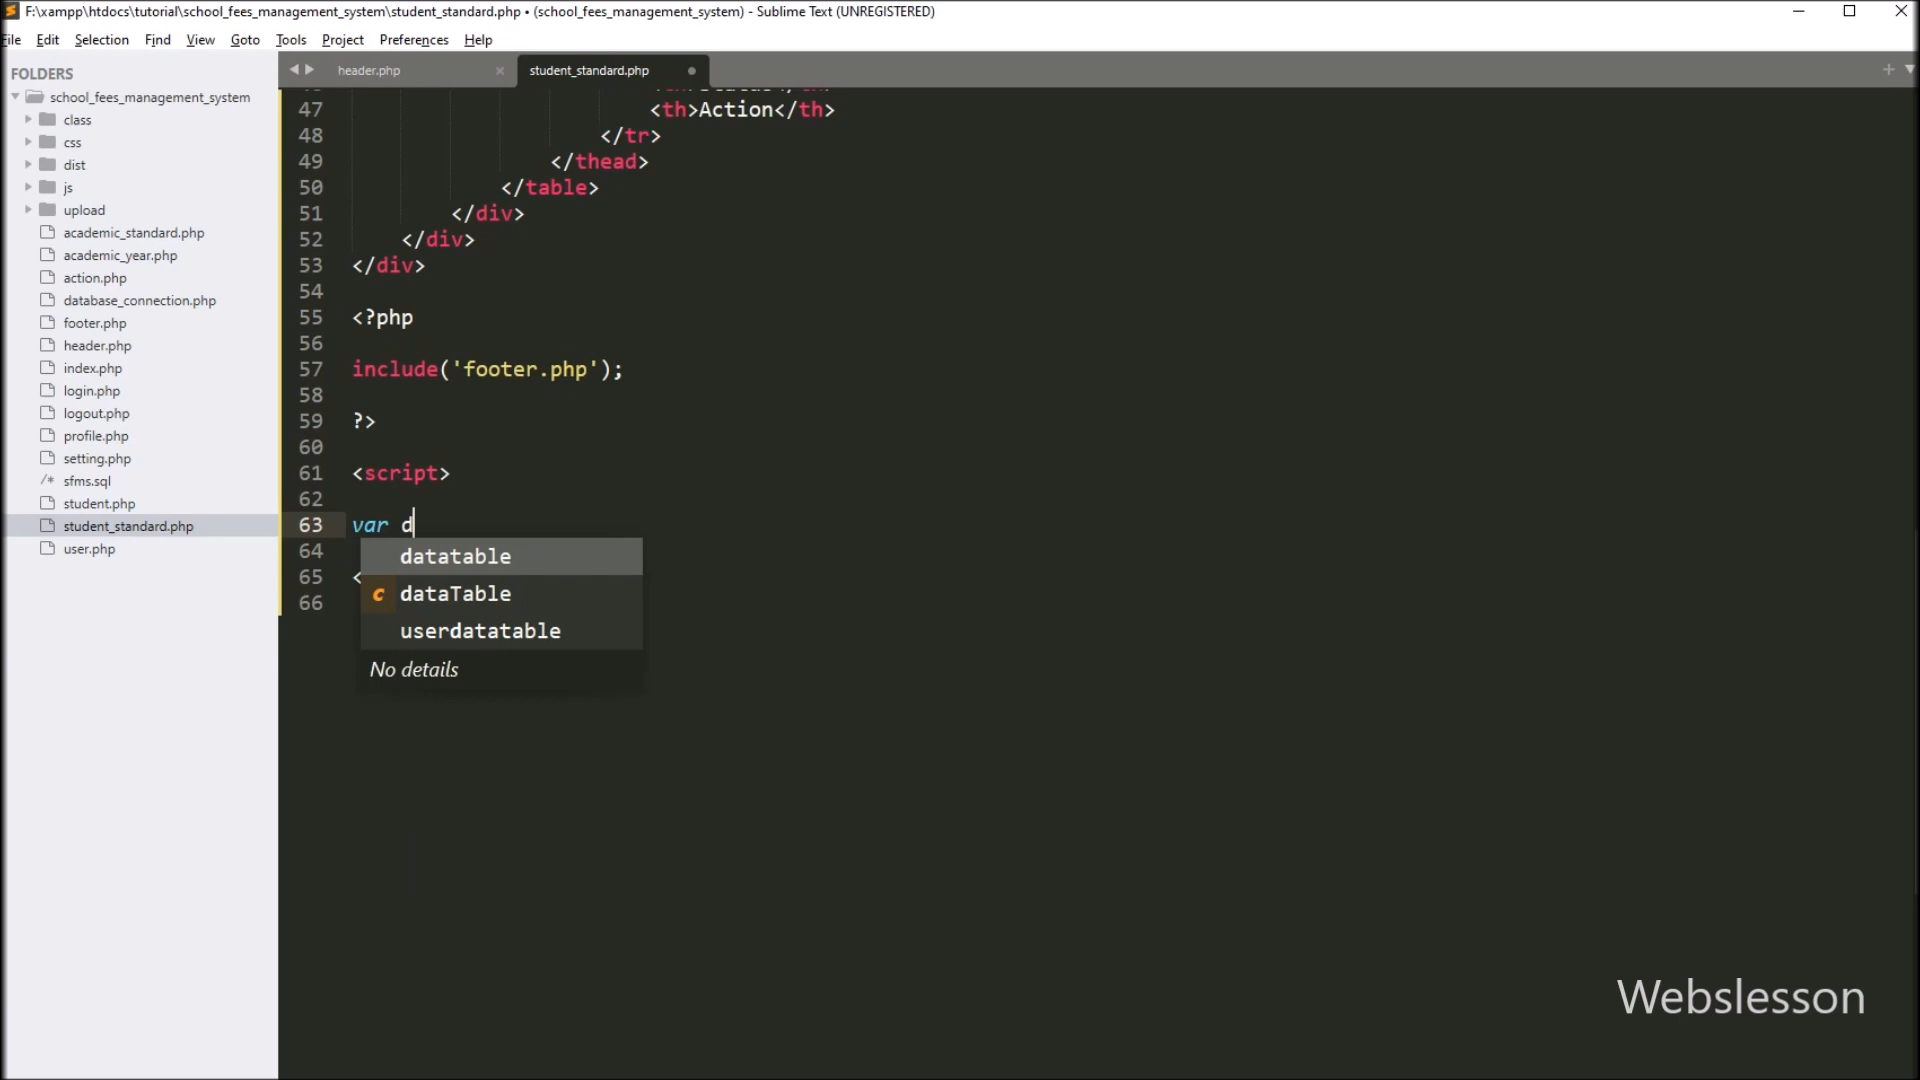 F:\xampp\htdocs\tutorial\school_fees_management_system\student_standard.php • (school_fees_management_system) - Sublime Text (UNREGISTERED)
File Edit Selection Find View Goto Tools Project Preferences Help
FOLDERS
school_fees_management_system
class
css
dist
js
upload
academic_standard.php
academic_year.php
action.php
database_connection.php
footer.php
header.php
index.php
login.php
logout.php
profile.php
setting.php
/* sfms.sql
student.php
student_standard.php
user.php
header.php
student_standard.php
47 <th>Action</th>
48 </tr>
49 </thead>
50 </table>
51 </div>
52 </div>
53 </div>
54
55 <?php
56
57 include('footer.php');
58
59 ?>
60
61 <script>
62
63 var d
64
65 <
66
datatable
c dataTable
userdatatable
No details
Webslesson